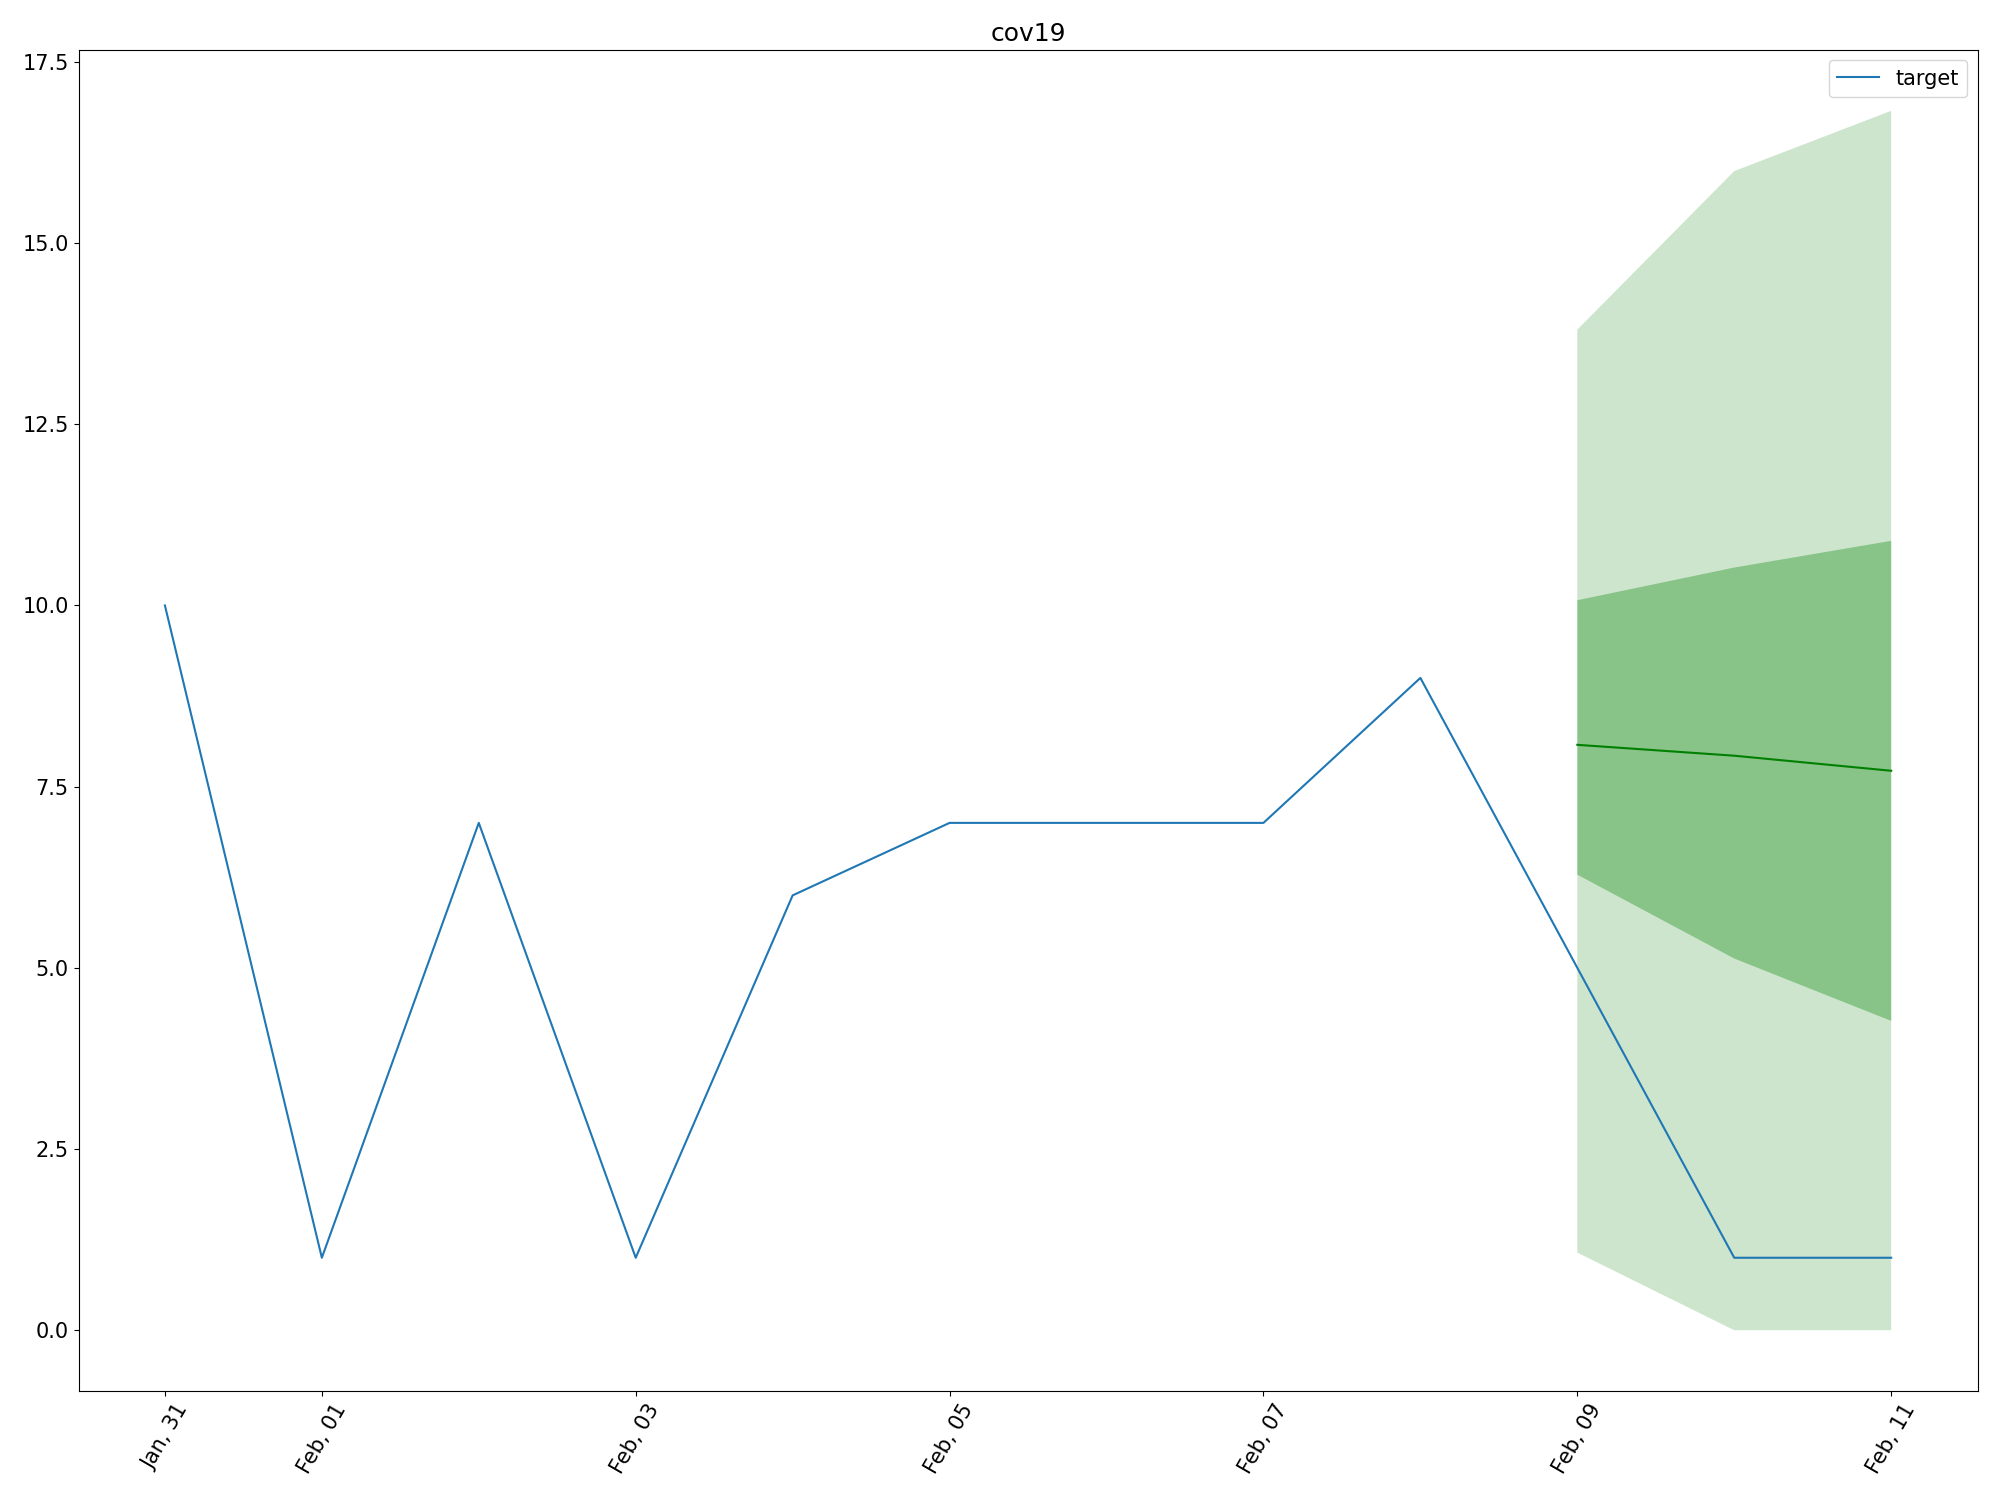 cov19
target
17.5
15.0
12.5
10.0
7.5
5.0
2.5
0.0
Jan, 31
Feb, 01
Feb, 03
Feb, 05
Feb, 07
Feb, 09
Feb, 11